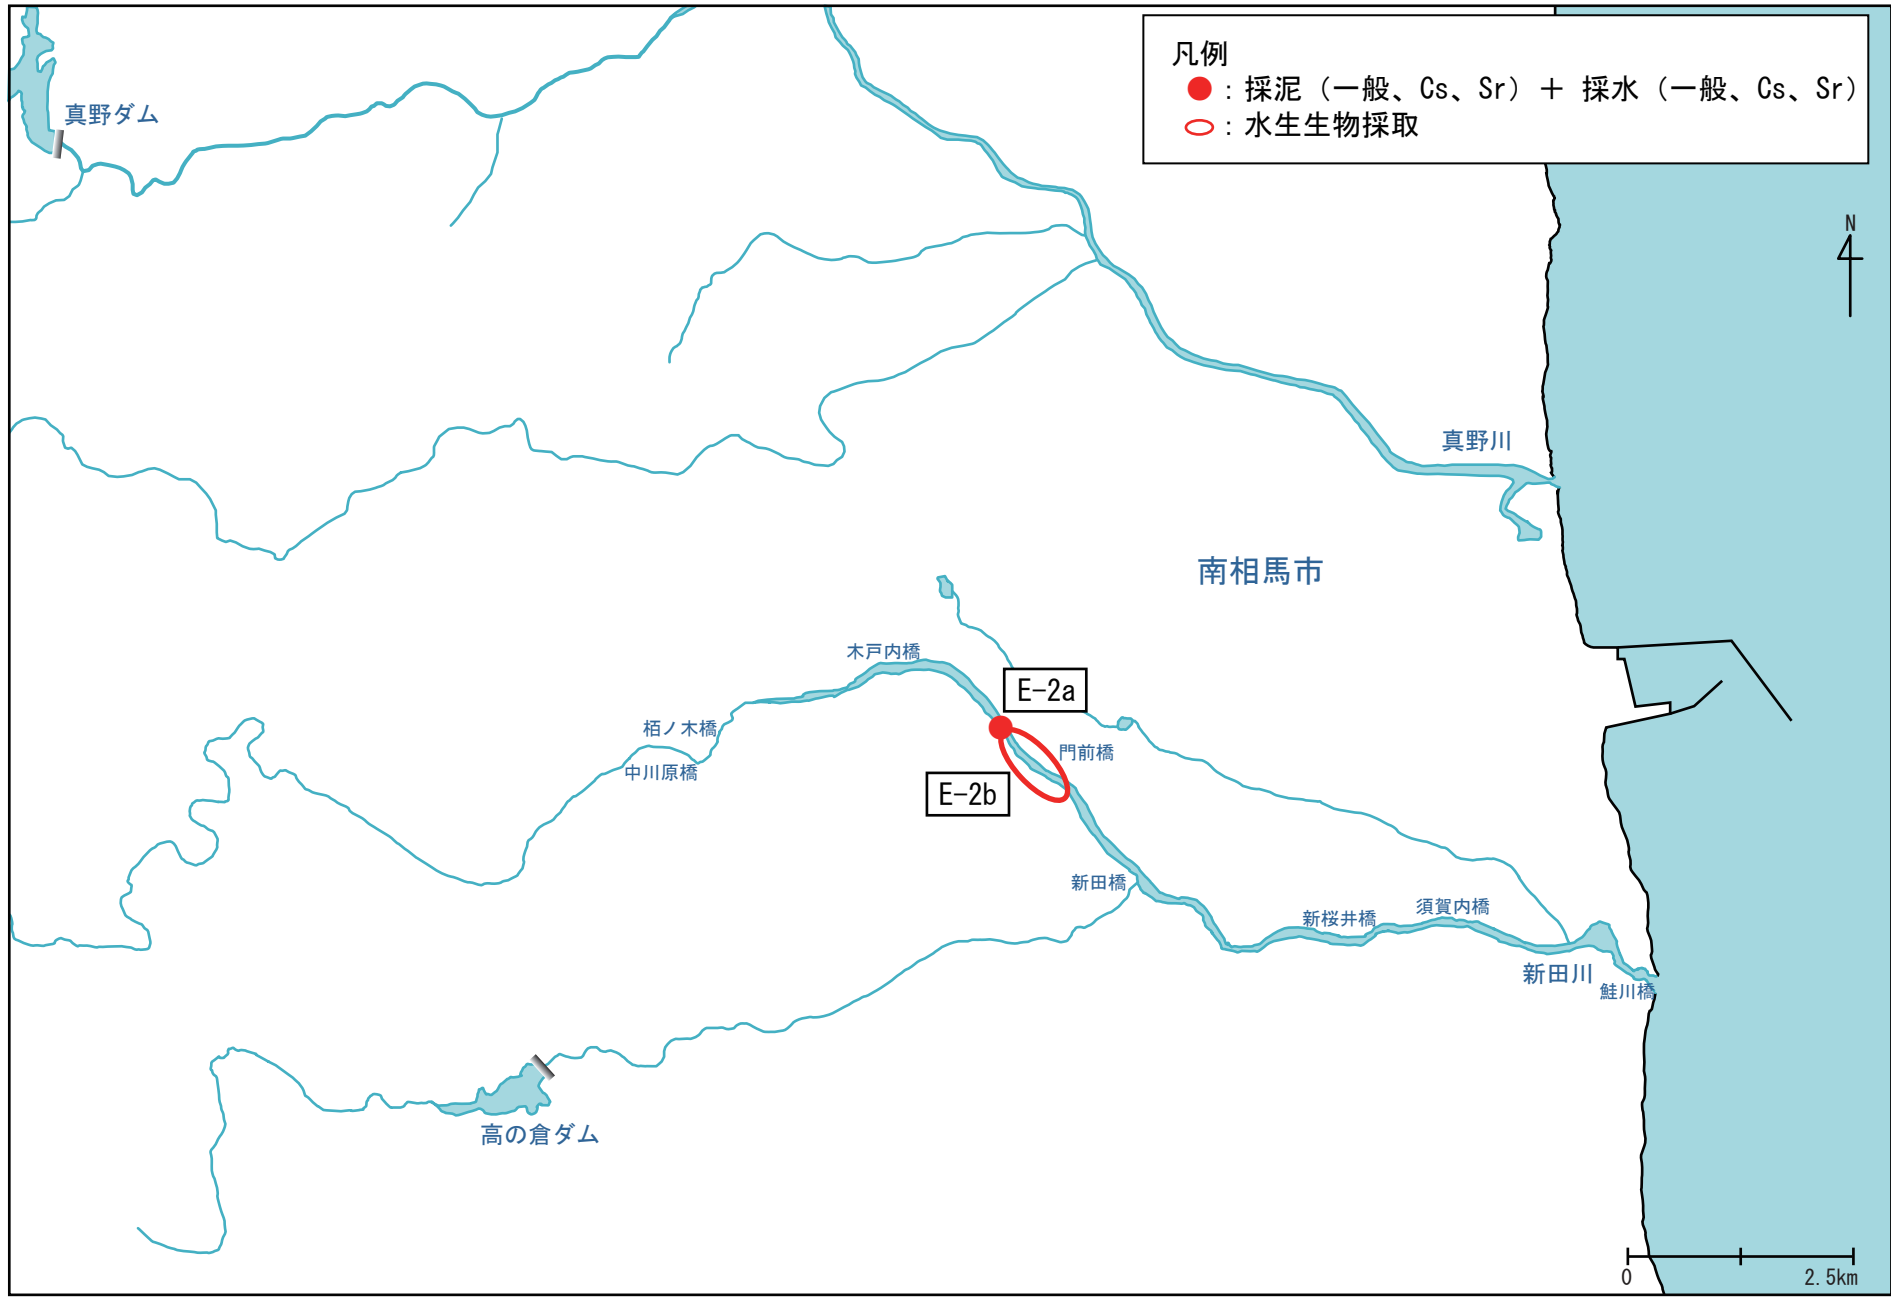 凡例
●：採泥（一般、Cs、Sr）＋ 採水（一般、Cs、Sr）
：水生生物採取
真野ダム
N
真野川
南相馬市
木戸内橋
E-2a
栢ノ木橋
門前橋
中川原橋
E-2b
新田橋
須賀内橋
新桜井橋
新田川
鮭川橋
高の倉ダム
0 2.5km